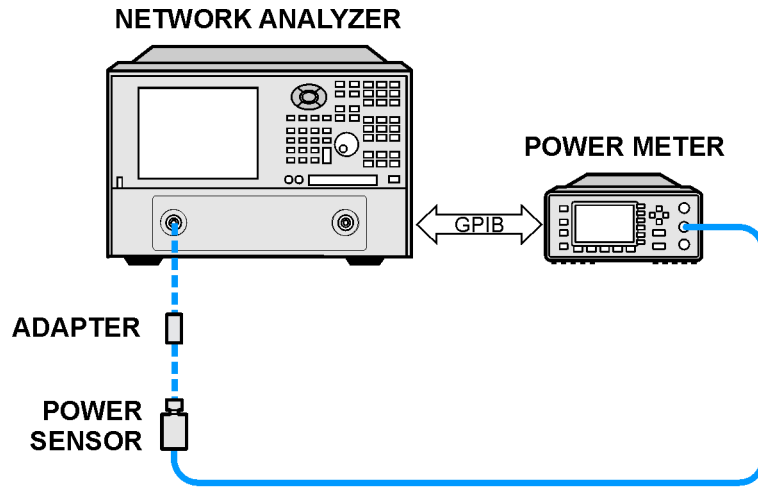 NETWORK ANALYZER
POWER METER
GPIB
ADAPTER
POWER
SENSOR